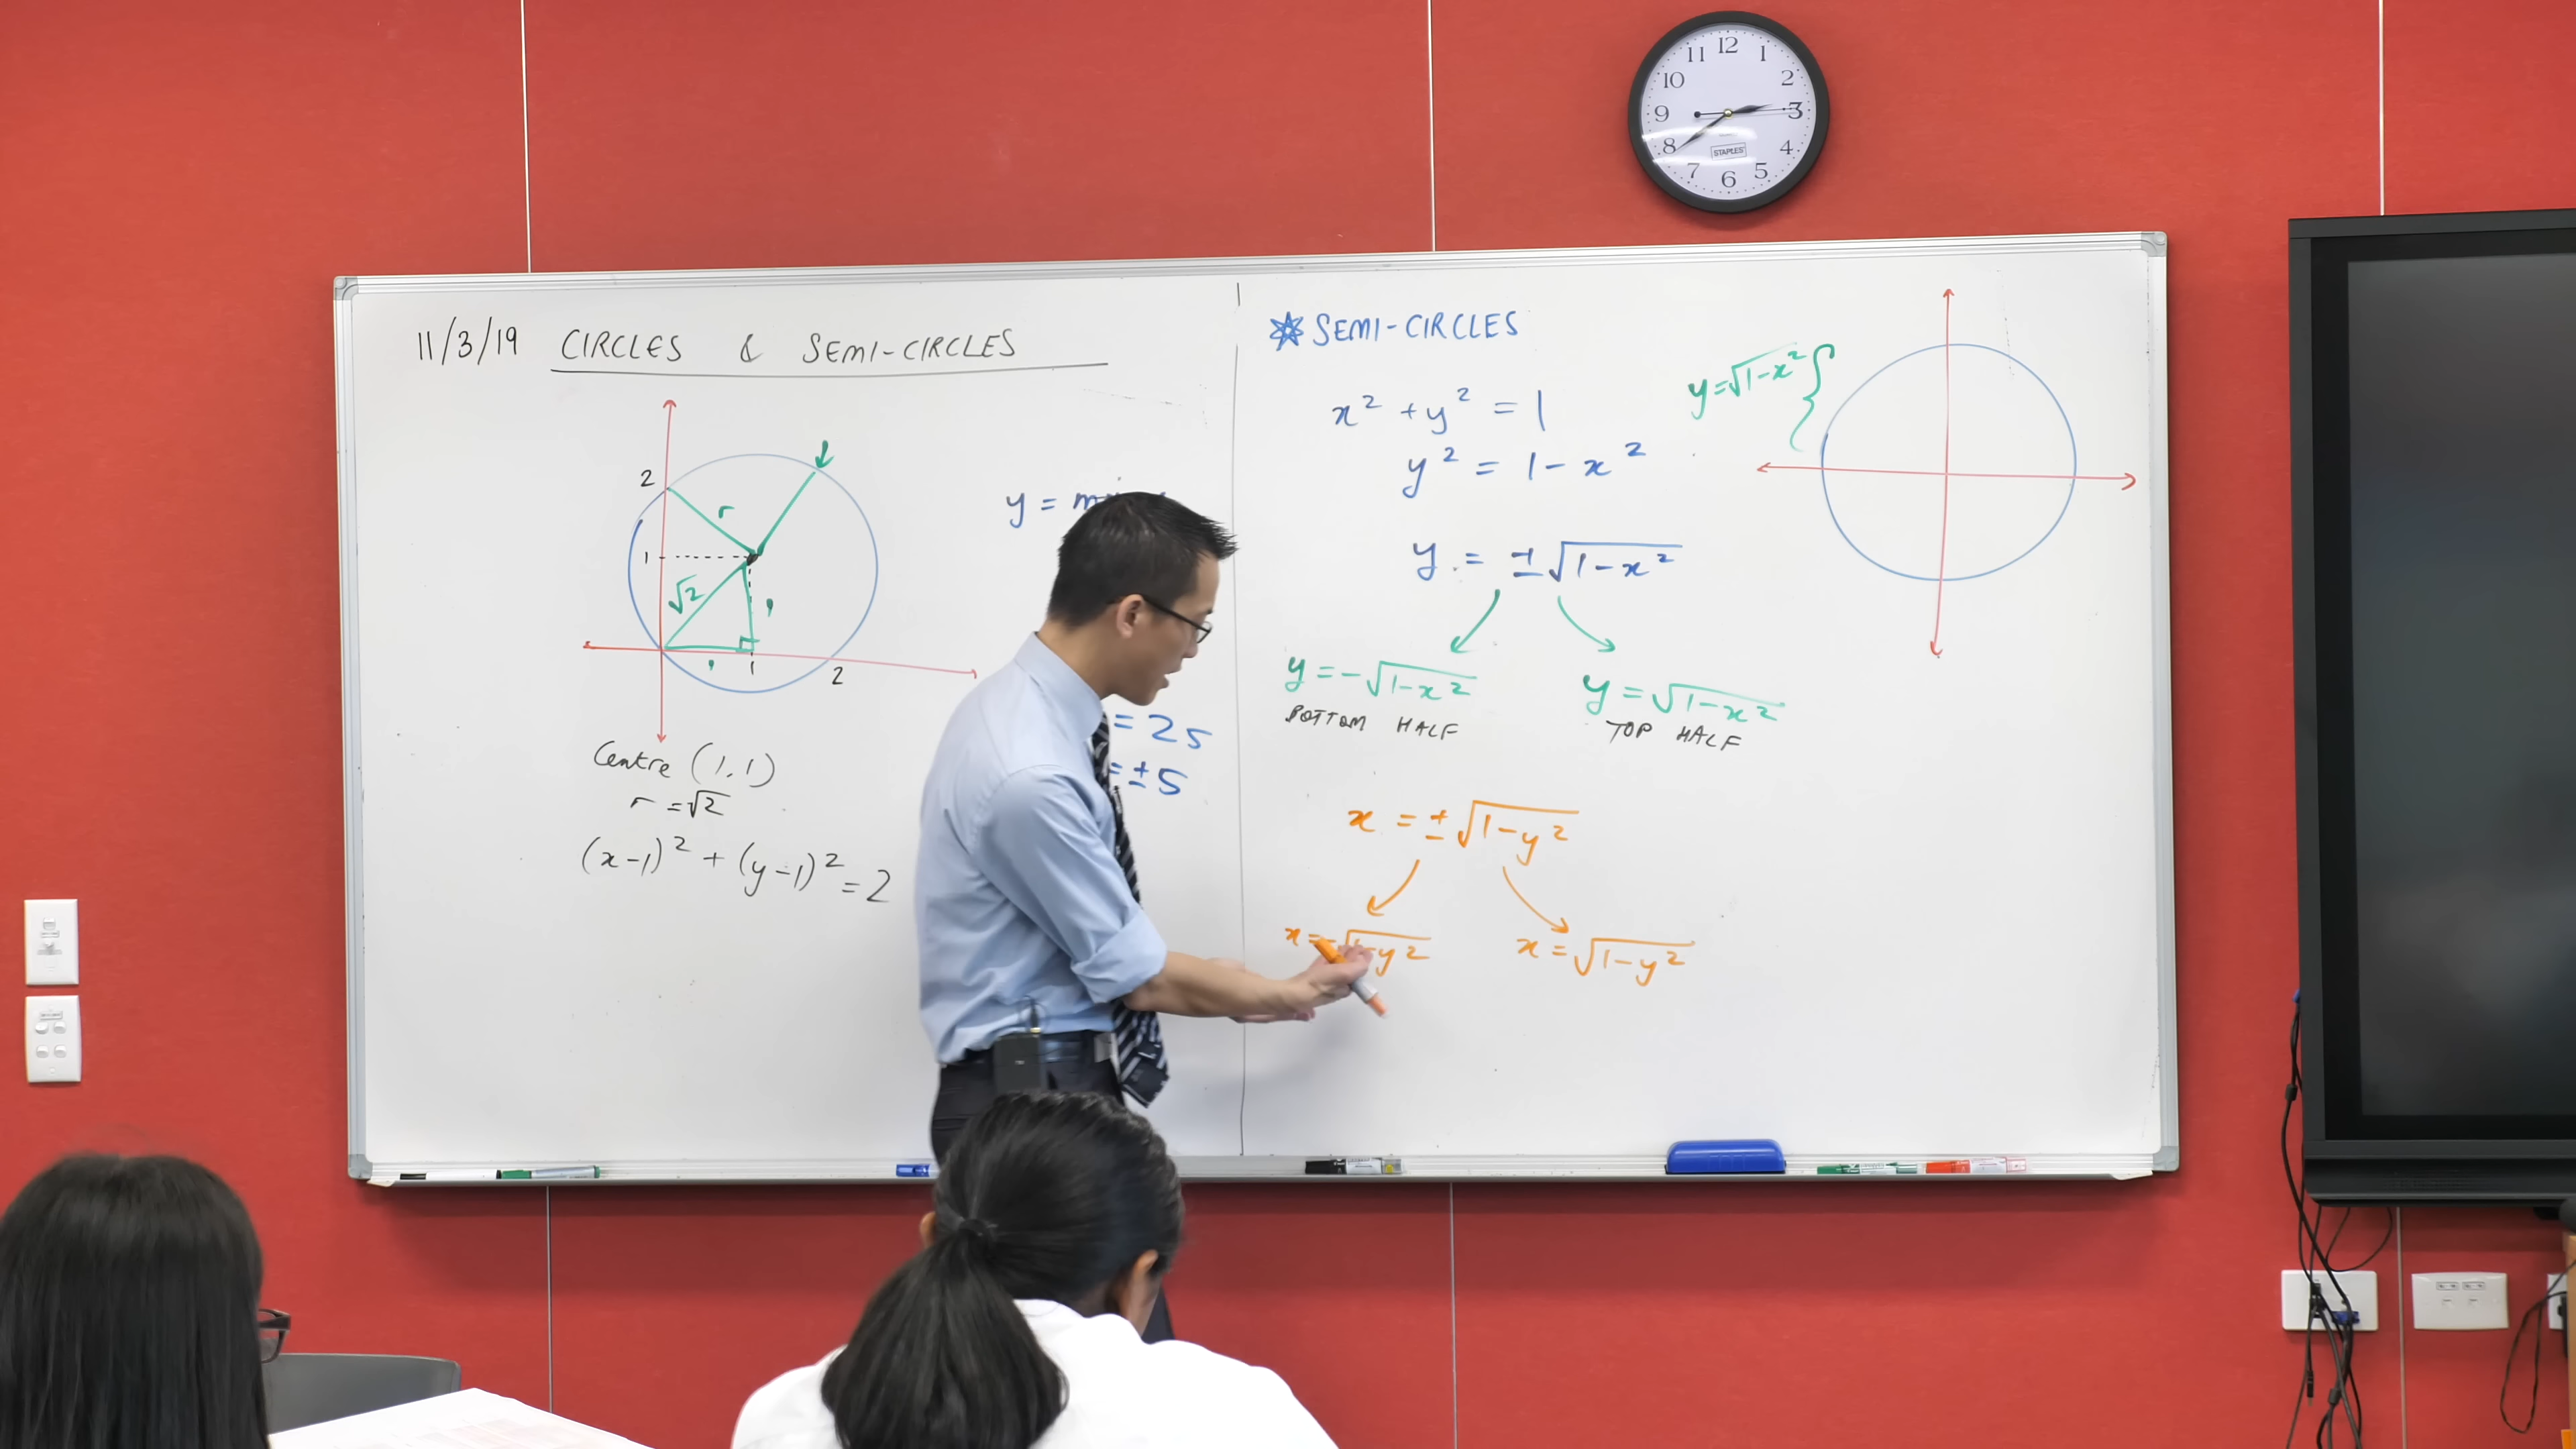 11/3/19 CIRCLES & SEMI-CIRCLES
2
r
1
√2
1
1
1
2
Centre (1,1)
r = √2
(x-1)² + (y-1)² = 2
y =
= 25
= ±5
SEMI-CIRCLES
x² + y² = 1
y² = 1 - x²
y = ±√1-x²
y = -√1-x²
BOTTOM HALF
y = √1-x²
TOP HALF
x = ±√1-y²
x = -√1-y²
x = √1-y²
y = √1-x²
12
1
2
3
4
5
6
7
8
9
10
11
STAPLES